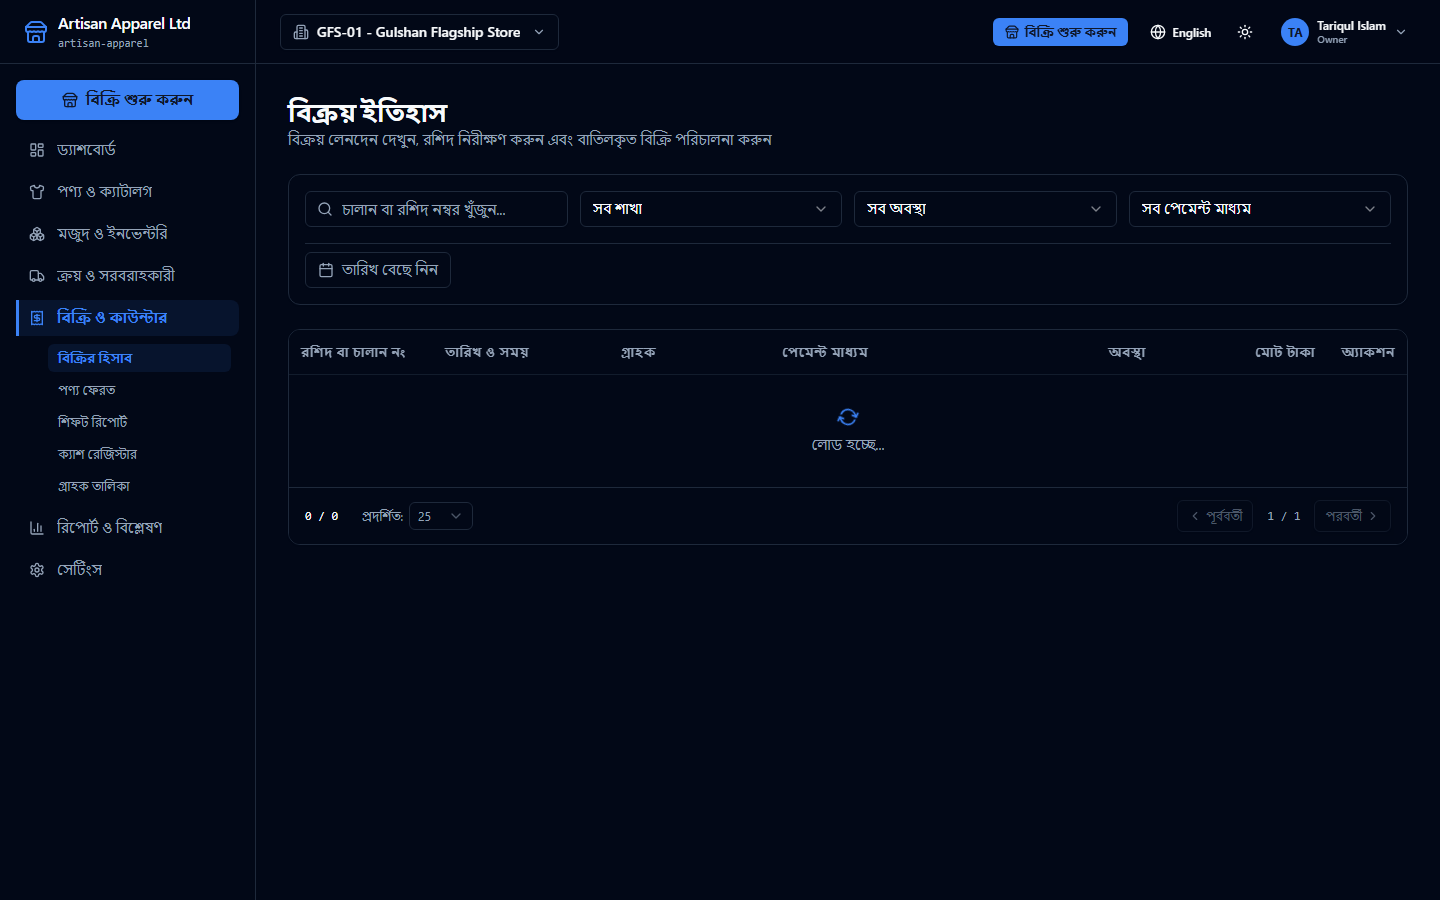 Artisan Apparel Ltd
artisan-apparel
GFS-01 - Gulshan Flagship Store
বিক্রি শুরু করুন
English
TA
Tariqul Islam
Owner
বিক্রি শুরু করুন
ড্যাশবোর্ড
পণ্য ও ক্যাটালগ
মজুদ ও ইনভেন্টরি
ক্রয় ও সরবরাহকারী
বিক্রি ও কাউন্টার
বিক্রির হিসাব
পণ্য ফেরত
শিফট রিপোর্ট
ক্যাশ রেজিস্টার
গ্রাহক তালিকা
রিপোর্ট ও বিশ্লেষণ
সেটিংস
বিক্রয় ইতিহাস
বিক্রয় লেনদেন দেখুন, রশিদ নিরীক্ষণ করুন এবং বাতিলকৃত বিক্রি পরিচালনা করুন
চালান বা রশিদ নম্বর খুঁজুন...
সব শাখা
সব অবস্থা
সব পেমেন্ট মাধ্যম
তারিখ বেছে নিন
রশিদ বা চালান নং
তারিখ ও সময়
গ্রাহক
পেমেন্ট মাধ্যম
অবস্থা
মোট টাকা
অ্যাকশন
লোড হচ্ছে...
0 / 0
প্রদর্শিত:
25
পূর্ববর্তী
1 / 1
পরবর্তী